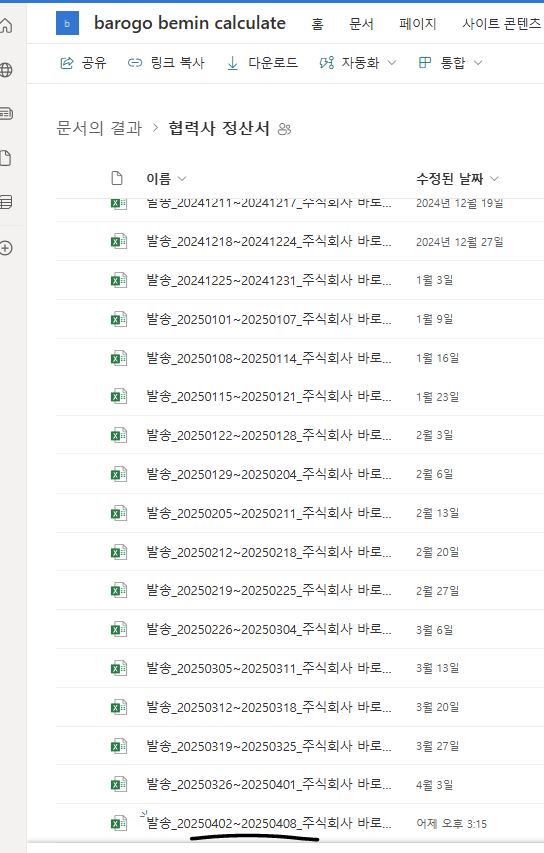 b barogo bemin calculate 홈 문서 페이지 사이트 콘텐츠
공유 링크 복사 다운로드 자동화 통합
문서의 결과 > 협력사 정산서
이름 수정된 날짜
발송_20241211~20241217_주식회사 바로... 2024년 12월 19일
발송_20241218~20241224_주식회사 바로... 2024년 12월 27일
발송_20241225~20241231_주식회사 바로... 1월 3일
발송_20250101~20250107_주식회사 바로... 1월 9일
발송_20250108~20250114_주식회사 바로... 1월 16일
발송_20250115~20250121_주식회사 바로... 1월 23일
발송_20250122~20250128_주식회사 바로... 2월 3일
발송_20250129~20250204_주식회사 바로... 2월 6일
발송_20250205~20250211_주식회사 바로... 2월 13일
발송_20250212~20250218_주식회사 바로... 2월 20일
발송_20250219~20250225_주식회사 바로... 2월 27일
발송_20250226~20250304_주식회사 바로... 3월 6일
발송_20250305~20250311_주식회사 바로... 3월 13일
발송_20250312~20250318_주식회사 바로... 3월 20일
발송_20250319~20250325_주식회사 바로... 3월 27일
발송_20250326~20250401_주식회사 바로... 4월 3일
발송_20250402~20250408_주식회사 바로... 어제 오후 3:15